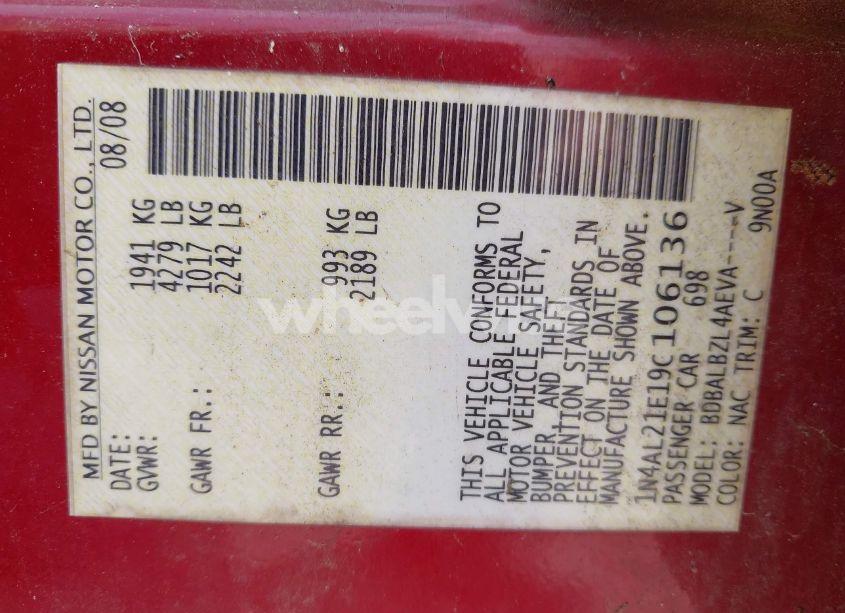 MFD BY NISSAN MOTOR CO., LTD.
DATE: 08/08
GVWR: 1941 KG
4279 LB
GAWR FR.: 1017 KG
2242 LB
GAWR RR.: 993 KG
2189 LB
THIS VEHICLE CONFORMS TO
ALL APPLICABLE FEDERAL
MOTOR VEHICLE SAFETY,
BUMPER, AND THEFT
PREVENTION STANDARDS IN
EFFECT ON THE DATE OF
MANUFACTURE SHOWN ABOVE.
1N4AL21E19C106136
PASSENGER CAR 698
MODEL: BDBALBZL4AEVA----V
COLOR: NAC TRIM: C 9N00A